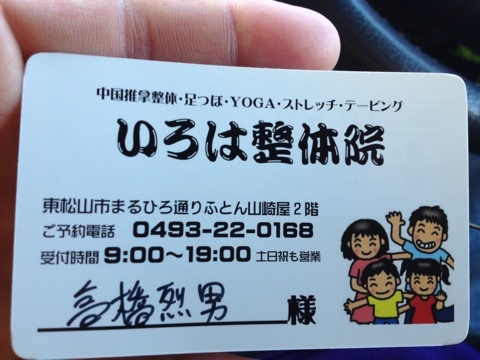 中国推拿整体・足つぼ・YOGA・ストレッチ・テーピング
いろは整体院
東松山市まるひろ通りふとん山崎屋2階
ご予約電話 0493-22-0168
受付時間 9:00〜19:00 土日祝も営業
高橋烈男 様